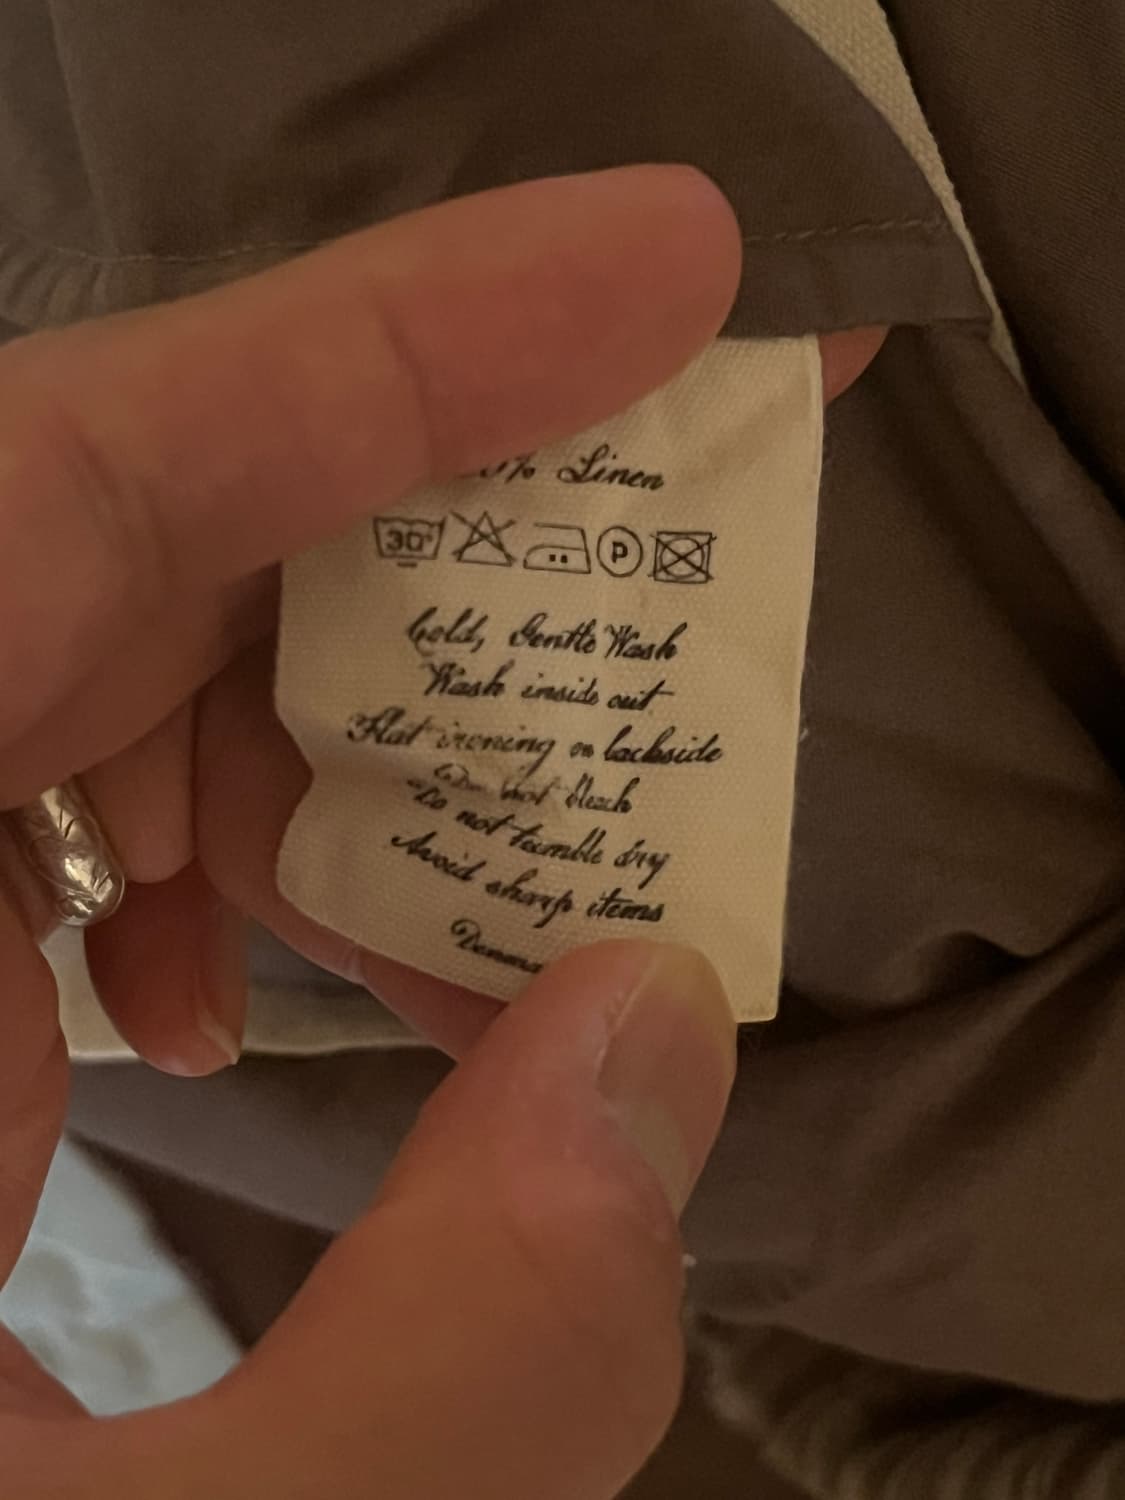 % Linen
30° P
Cold, Gentle Wash
Wash inside out
Flat ironing on backside
Do not bleach
Do not tumble dry
Avoid sharp items